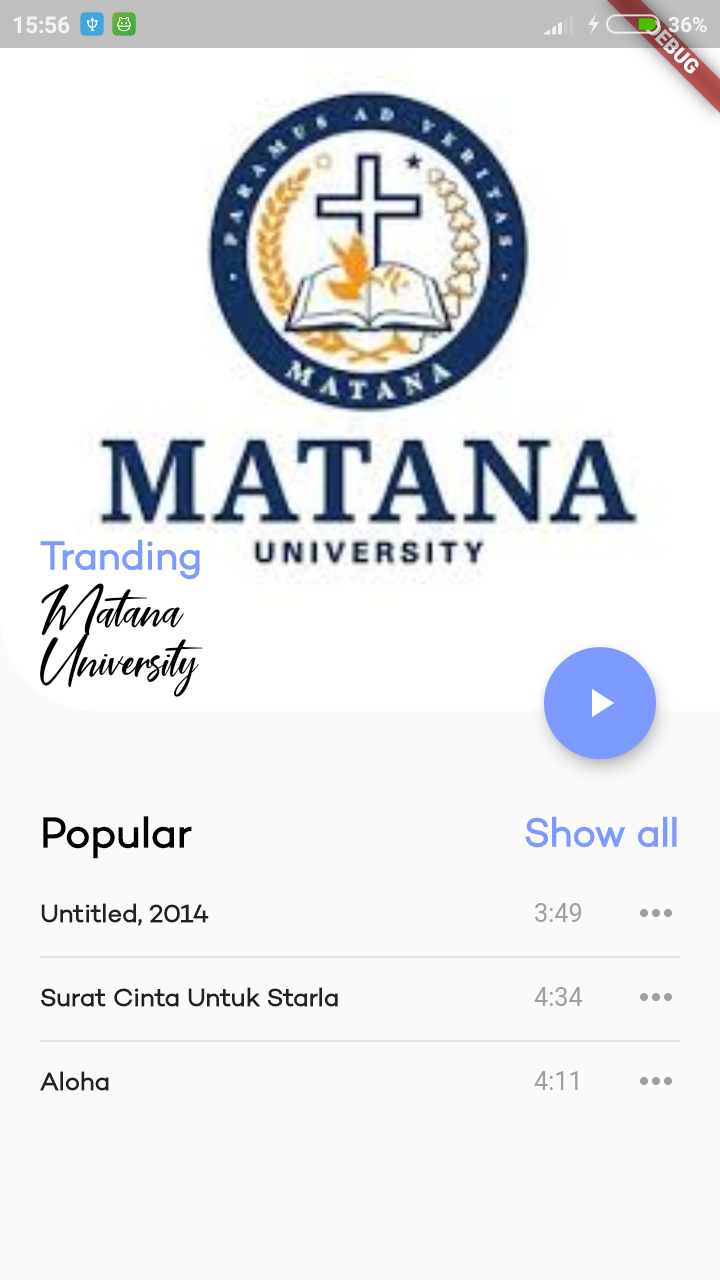 15:56
36%
DEBUG
PARAMUS AD VERITAS
MATANA
MATANA
UNIVERSITY
Tranding
Matana
University
Popular
Show all
Untitled, 2014
3:49
Surat Cinta Untuk Starla
4:34
Aloha
4:11